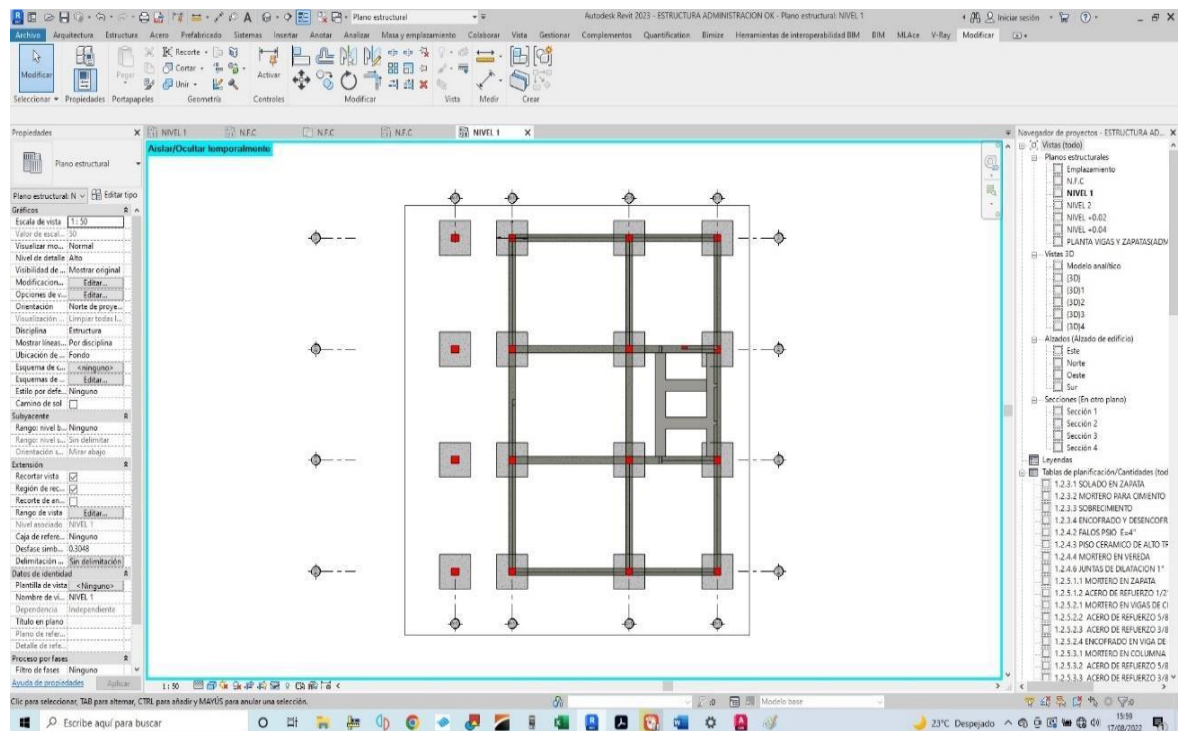 Plano estructural
Autodesk Revit 2023 - ESTRUCTURA ADMINISTRACION OK - Plano estructural: NIVEL 1
Iniciar sesión
Archivo Arquitectura Estructura Acero Prefabricado Sistemas Insertar Anotar Analizar Masa y emplazamiento Colaborar Vista Gestionar Complementos Quantification Bimize Herramientas de interoperabilidad BIM BIM MLAce V-Ray Modificar
Modificar
Pegar
Recorte
Cortar
Unir
Activar
Seleccionar Propiedades Portapapeles Geometría Controles Modificar Vista Medir Crear
Propiedades
NIVEL 1 N.F.C N.F.C N.F.C NIVEL 1
Navegador de proyectos - ESTRUCTURA AD...
Aislar/Ocultar temporalmente
Plano estructural
Plano estructural: N Editar tipo
Gráficos
Escala de vista 1 : 50
Valor de escal... 50
Visualizar mo... Normal
Nivel de detalle Alto
Visibilidad de ... Mostrar original
Modificacion... Editar...
Opciones de v... Editar...
Orientación Norte de proye...
Visualización ... Limpiar todas l...
Disciplina Estructura
Mostrar líneas... Por disciplina
Ubicación de ... Fondo
Esquema de c... <ninguno>
Esquemas de ... Editar...
Estilo por defe... Ninguno
Camino de sol
Subyacente
Rango: nivel b... Ninguno
Rango: nivel s... Sin delimitar
Orientación s... Mirar abajo
Extensión
Recortar vista
Región de rec...
Recorte de an...
Rango de vista Editar...
Nivel asociado NIVEL 1
Caja de refere... Ninguno
Desfase simb... 0.3048
Delimitación ... Sin delimitación
Datos de identidad
Plantilla de vista <Ninguno>
Nombre de vi... NIVEL 1
Dependencia Independiente
Título en plano
Plano de refer...
Detalle de refe...
Proceso por fases
Filtro de fases Ninguno
Ayuda de propiedades Aplicar
Vistas (todo)
Planos estructurales
Emplazamiento
N.F.C
NIVEL 1
NIVEL 2
NIVEL +0.02
NIVEL +0.04
PLANTA VIGAS Y ZAPATAS(ADM
Vistas 3D
Modelo analítico
{3D}
{3D}1
{3D}2
{3D}3
{3D}4
Alzados (Alzado de edificio)
Este
Norte
Oeste
Sur
Secciones (En otro plano)
Sección 1
Sección 2
Sección 3
Sección 4
Leyendas
Tablas de planificación/Cantidades (tod
1.2.3.1 SOLADO EN ZAPATA
1.2.3.2 MORTERO PARA CIMIENTO
1.2.3.3 SOBRECIMIENTO
1.2.3.4 ENCOFRADO Y DESENCOFR
1.2.4.2 FALOS PSIO E=4"
1.2.4.3 PISO CERAMICO DE ALTO TR
1.2.4.4 MORTERO EN VEREDA
1.2.4.6 JUNTAS DE DILATACION 1"
1.2.5.1.1 MORTERO EN ZAPATA
1.2.5.1.2 ACERO DE REFUERZO 1/2"
1.2.5.2.1 MORTERO EN VIGAS DE CI
1.2.5.2.2 ACERO DE REFUERZO 5/8
1.2.5.2.3 ACERO DE REFUERZO 3/8
1.2.5.2.4 ENCOFRADO EN VIGA DE
1.2.5.3.1 MORTERO EN COLUMNA
1.2.5.3.2 ACERO DE REFUERZO 5/8
1.2.5.3.3 ACERO DE REFUERZO 3/8
1 : 50
Clic para seleccionar, TAB para alternar, CTRL para añadir y MAYÚS para anular una selección.
:0
Modelo base
:0
Escribe aquí para buscar
23°C Despejado
15:59
17/08/2022